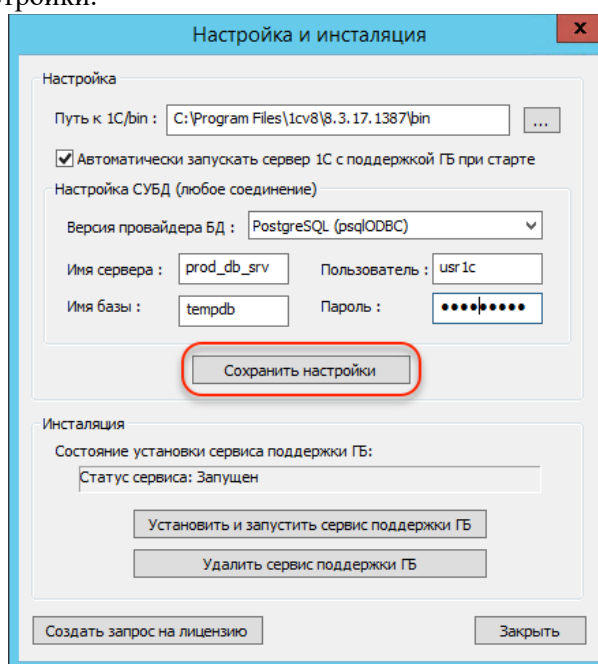 стройки.
Настройка и инсталяция
x
Настройка
Путь к 1С/bin : C:\Program Files\1cv8\8.3.17.1387\bin ...
Автоматически запускать сервер 1С с поддержкой ГБ при старте
Настройка СУБД (любое соединение)
Версия провайдера БД : PostgreSQL (psqlODBC)
Имя сервера : prod_db_srv Пользователь : usr1c
Имя базы : tempdb Пароль : •••••••••
Сохранить настройки
Инсталяция
Состояние установки сервиса поддержки ГБ:
Статус сервиса: Запущен
Установить и запустить сервис поддержки ГБ
Удалить сервис поддержки ГБ
Создать запрос на лицензию Закрыть